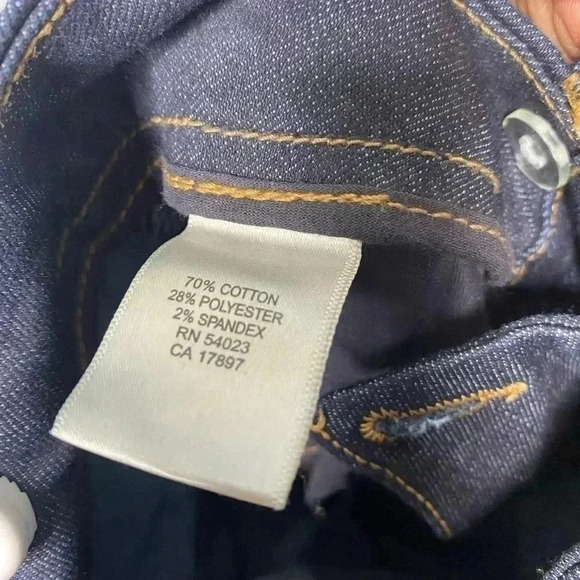 70% COTTON
28% POLYESTER
2% SPANDEX
RN 54023
CA 17897